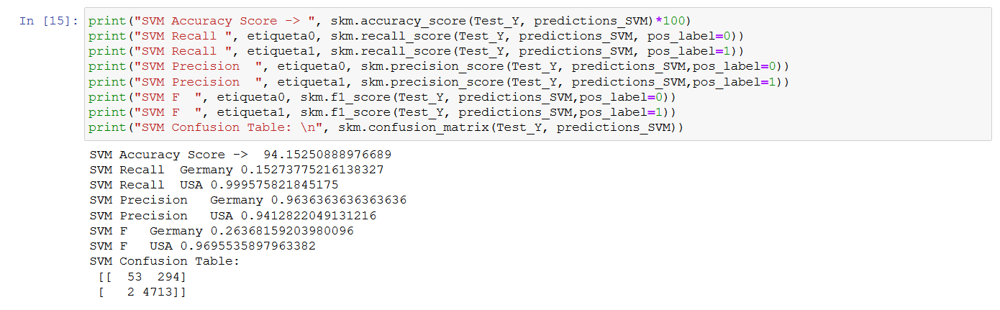 In [15]: print("SVM Accuracy Score -> ", skm.accuracy_score(Test_Y, predictions_SVM)*100)
print("SVM Recall ", etiqueta0, skm.recall_score(Test_Y, predictions_SVM, pos_label=0))
print("SVM Recall ", etiqueta1, skm.recall_score(Test_Y, predictions_SVM, pos_label=1))
print("SVM Precision  ", etiqueta0, skm.precision_score(Test_Y, predictions_SVM,pos_label=0))
print("SVM Precision  ", etiqueta1, skm.precision_score(Test_Y, predictions_SVM,pos_label=1))
print("SVM F  ", etiqueta0, skm.f1_score(Test_Y, predictions_SVM,pos_label=0))
print("SVM F  ", etiqueta1, skm.f1_score(Test_Y, predictions_SVM,pos_label=1))
print("SVM Confusion Table: \n", skm.confusion_matrix(Test_Y, predictions_SVM))
SVM Accuracy Score ->  94.15250888976689
SVM Recall  Germany 0.15273775216138327
SVM Recall  USA 0.999575821845175
SVM Precision   Germany 0.9636363636363636
SVM Precision   USA 0.9412822049131216
SVM F   Germany 0.26368159203980096
SVM F   USA 0.9695535897963382
SVM Confusion Table:
[[  53  294]
[   2 4713]]